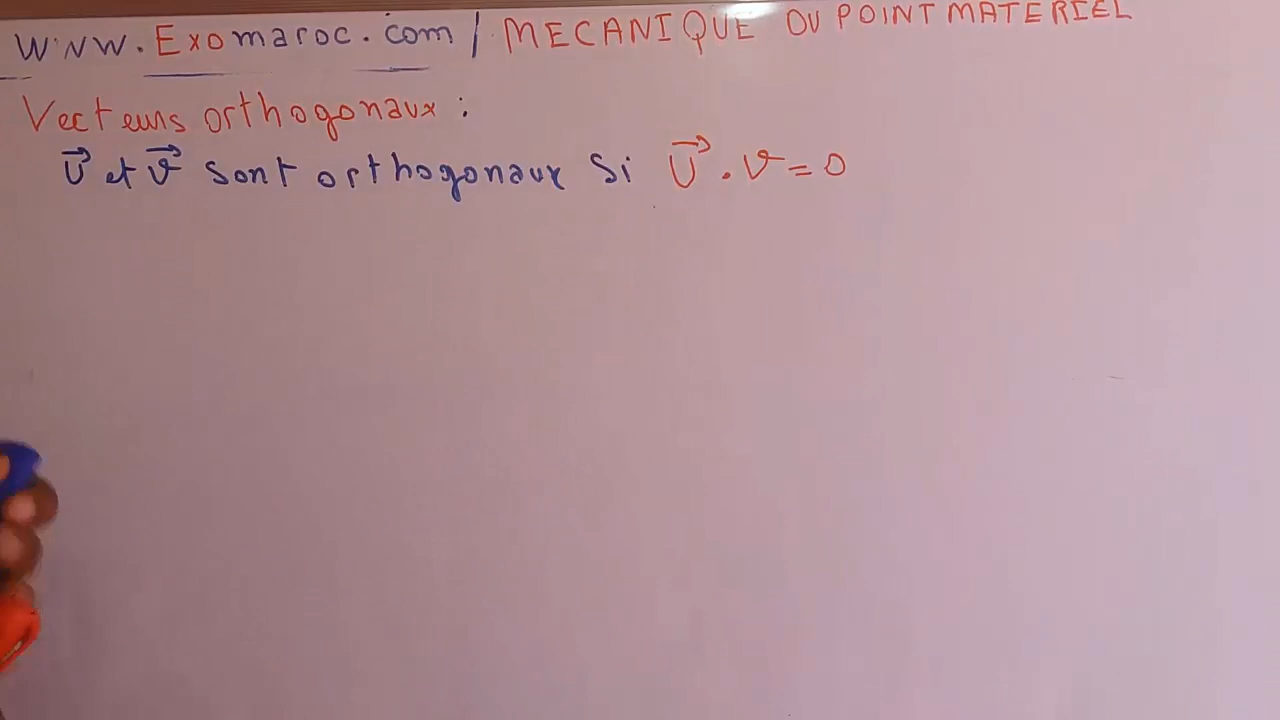 www.Exomaroc.com / MECANIQUE DU POINT MATERIEL
Vecteurs orthogonaux :
U⃗ et v⃗ sont orthogonaux Si U⃗ . v = 0